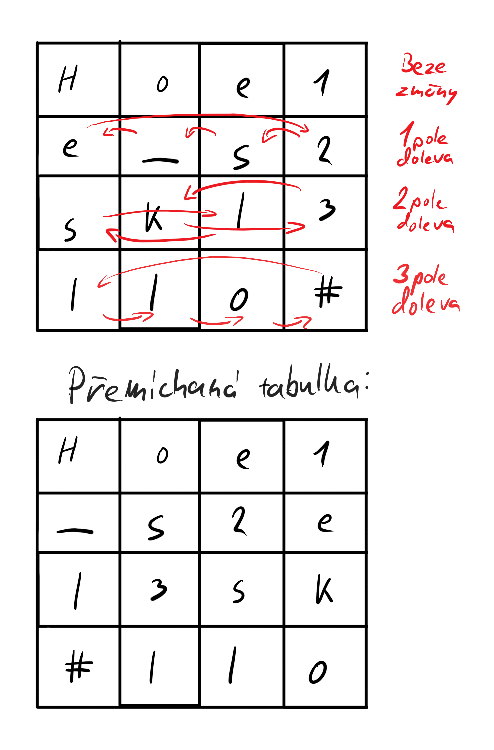 H o e 1 Beze změny
e _ s 2 1 pole doleva
s k l 3 2 pole doleva
l l o # 3 pole doleva
Přemíchaná tabulka:
H o e 1
_ s 2 e
l 3 s k
# l l o